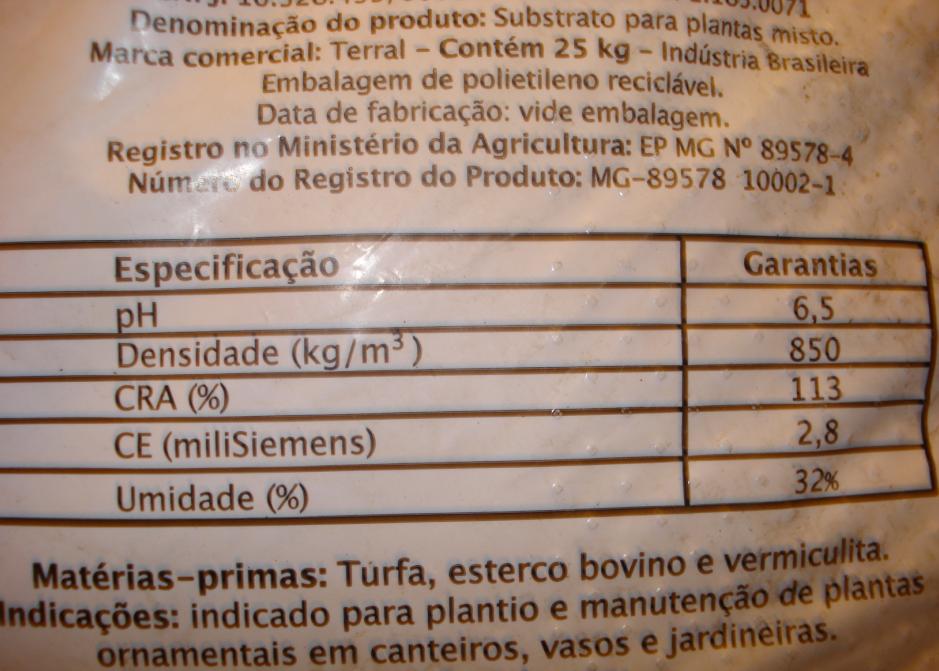 Denominação do produto: Substrato para plantas misto.
Marca comercial: Terral – Contém 25 kg – Indústria Brasileira
Embalagem de polietileno reciclável.
Data de fabricação: vide embalagem.
Registro no Ministério da Agricultura: EP MG Nº 89578-4
Número do Registro do Produto: MG-89578 10002-1
Especificação Garantias
pH 6,5
Densidade (kg/m³) 850
CRA (%) 113
CE (miliSiemens) 2,8
Umidade (%) 32%
Matérias-primas: Turfa, esterco bovino e vermiculita.
Indicações: indicado para plantio e manutenção de plantas
ornamentais em canteiros, vasos e jardineiras.